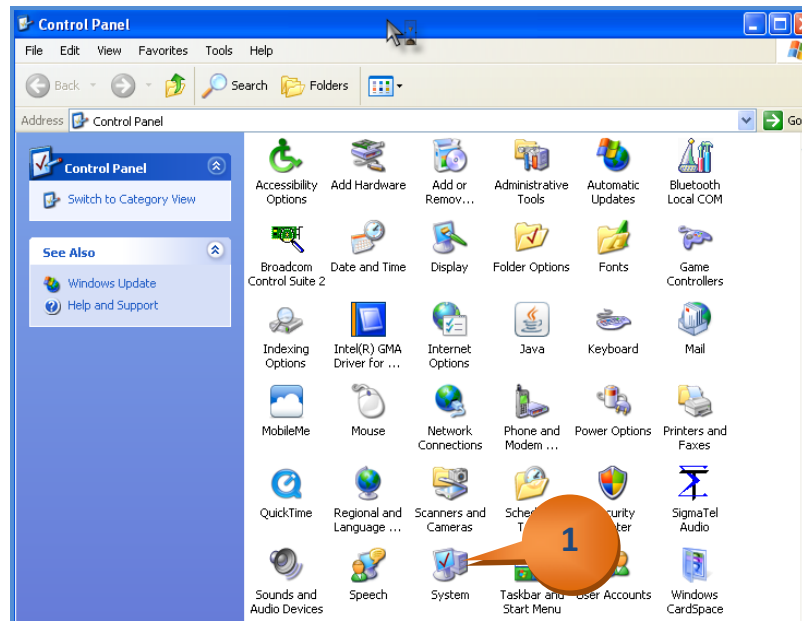 Control Panel
File Edit View Favorites Tools Help
Back Search Folders
Address Control Panel Go
Control Panel
Switch to Category View
See Also
Windows Update
Help and Support
Accessibility Options
Add Hardware
Add or Remov...
Administrative Tools
Automatic Updates
Bluetooth Local COM
Broadcom Control Suite 2
Date and Time
Display
Folder Options
Fonts
Game Controllers
Indexing Options
Intel(R) GMA Driver for ...
Internet Options
Java
Keyboard
Mail
MobileMe
Mouse
Network Connections
Phone and Modem ...
Power Options
Printers and Faxes
QuickTime
Regional and Language ...
Scanners and Cameras
SigmaTel Audio
1
Sounds and Audio Devices
Speech
System
Taskbar and Start Menu
User Accounts
Windows CardSpace